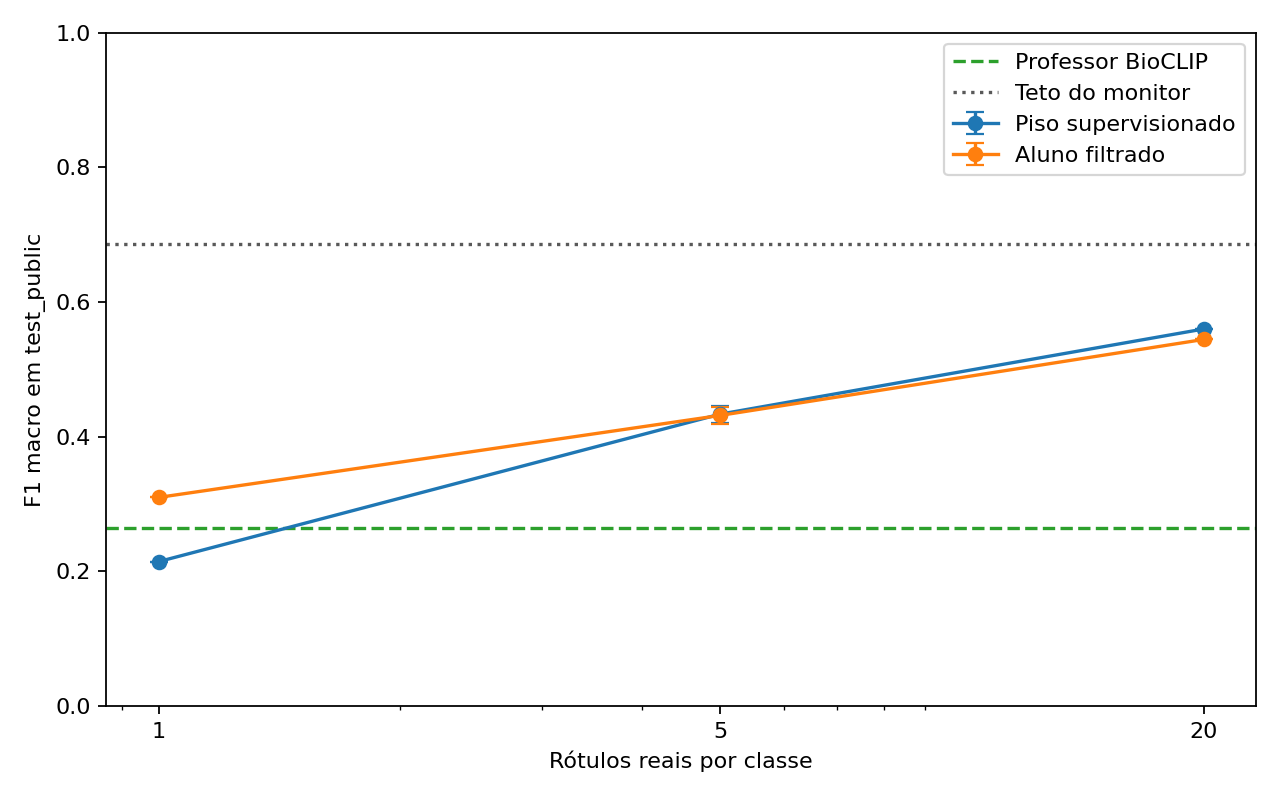 1.0
0.8
0.6
0.4
0.2
0.0
F1 macro em test_public
Professor BioCLIP
Teto do monitor
Piso supervisionado
Aluno filtrado
1 5 20
Rótulos reais por classe